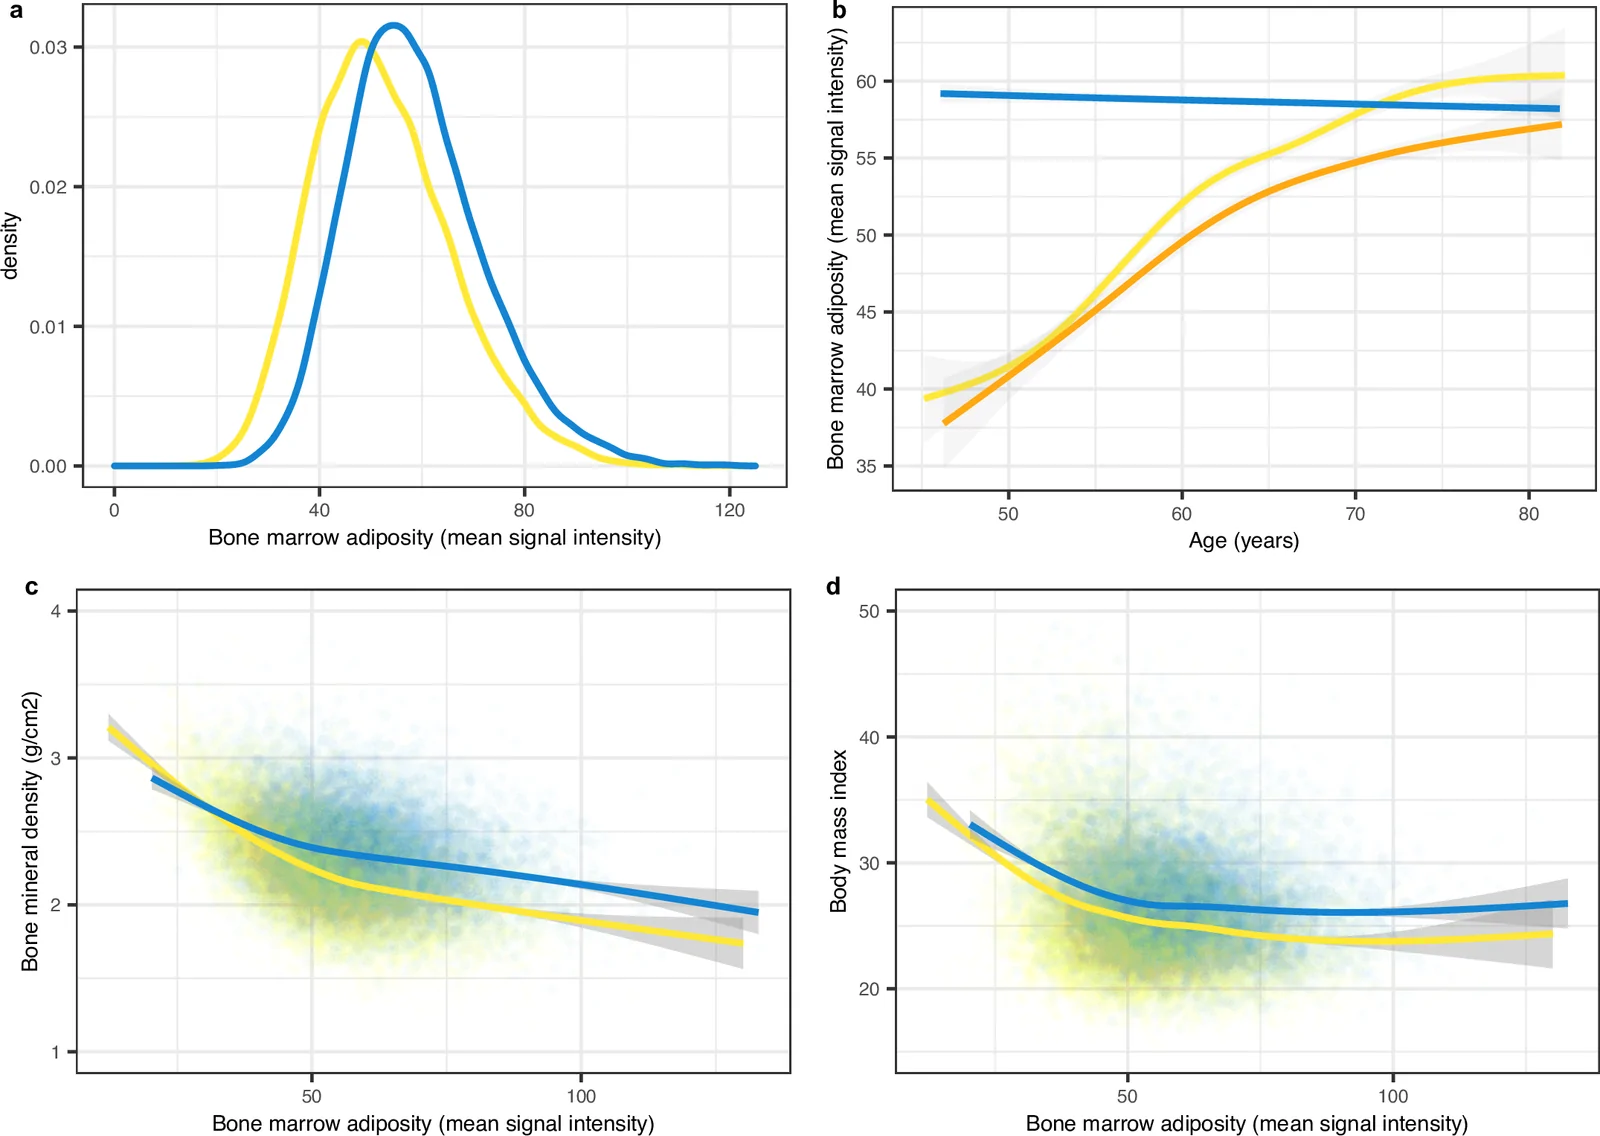 a
0.03
0.02
0.01
0.00
density
0
40
80
120
Bone marrow adiposity (mean signal intensity)
b
60
55
50
45
40
35
Bone marrow adiposity (mean signal intensity)
50
60
70
80
Age (years)
c
4
3
2
1
Bone mineral density (g/cm2)
50
100
Bone marrow adiposity (mean signal intensity)
d
50
40
30
20
Body mass index
50
100
Bone marrow adiposity (mean signal intensity)